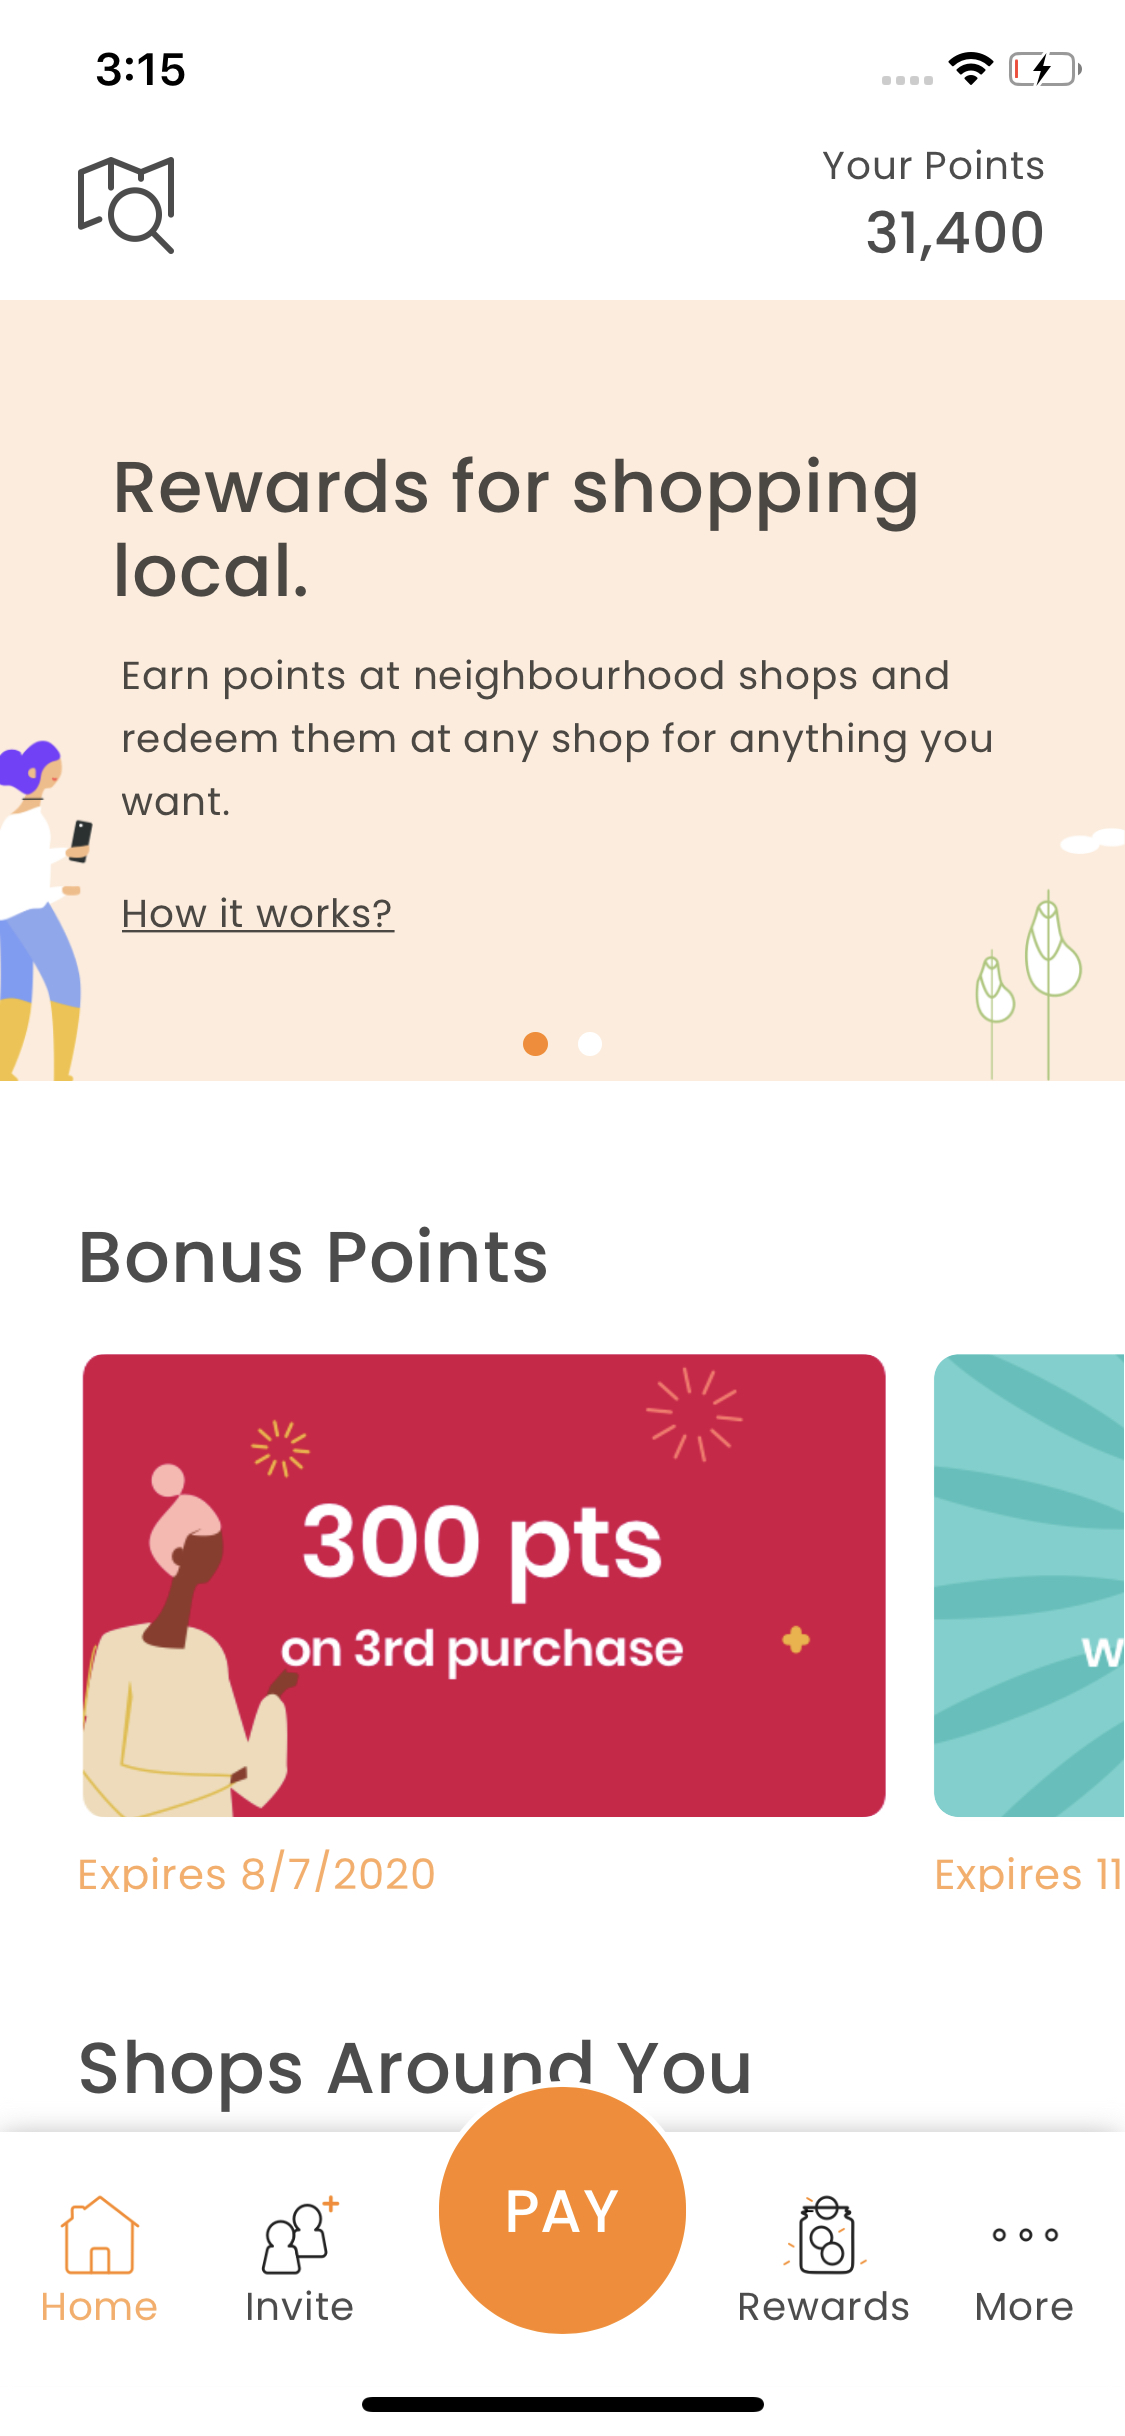 3:15
Your Points
31,400
Rewards for shopping
local.
Earn points at neighbourhood shops and
redeem them at any shop for anything you
want.
How it works?
Bonus Points
300 pts
on 3rd purchase
Expires 8/7/2020
Expires 11
Shops Around You
PAY
Home
Invite
Rewards
More